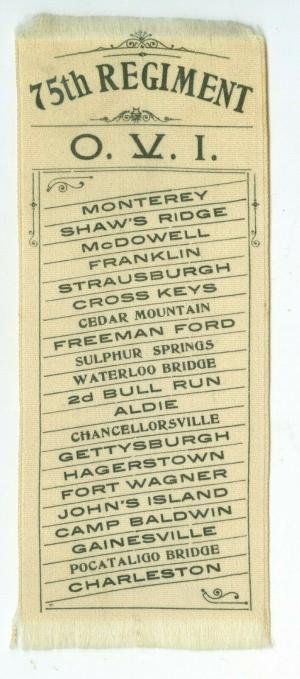 75th REGIMENT
O. V. I.
MONTEREY
SHAW'S RIDGE
McDOWELL
FRANKLIN
STRAUSBURGH
CROSS KEYS
CEDAR MOUNTAIN
FREEMAN FORD
SULPHUR SPRINGS
WATERLOO BRIDGE
2d BULL RUN
ALDIE
CHANCELLORSVILLE
GETTYSBURGH
HAGERSTOWN
FORT WAGNER
JOHN'S ISLAND
CAMP BALDWIN
GAINESVILLE
POCATALIGO BRIDGE
CHARLESTON